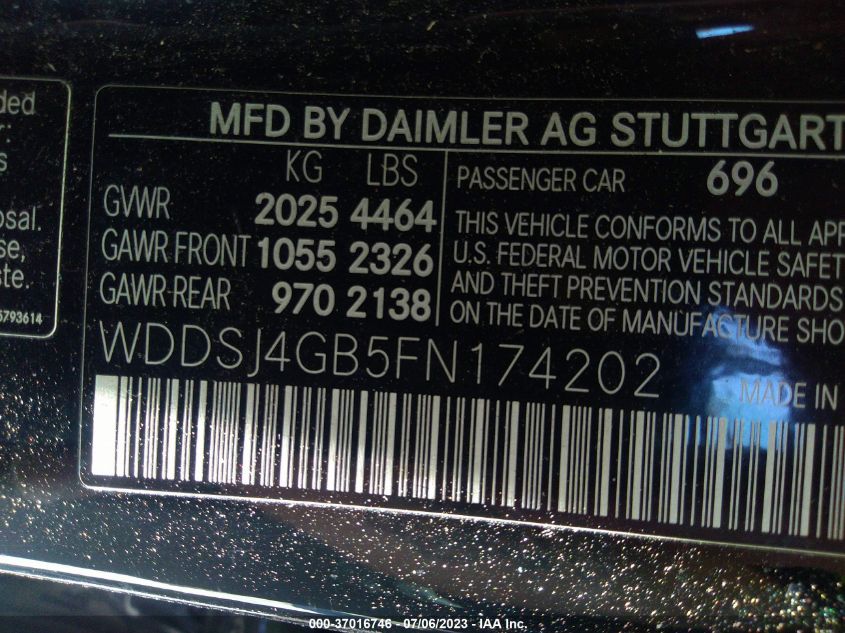 ded
r:
s
osal.
se,
ste.
5793614
MFD BY DAIMLER AG STUTTGART
KG LBS
GVWR 2025 4464
GAWR FRONT 1055 2326
GAWR-REAR 970 2138
PASSENGER CAR 696
THIS VEHICLE CONFORMS TO ALL APP
U.S. FEDERAL MOTOR VEHICLE SAFET
AND THEFT PREVENTION STANDARDS
ON THE DATE OF MANUFACTURE SHO
WDDSJ4GB5FN174202
MADE IN
000-37016746 - 07/06/2023 - IAA Inc.